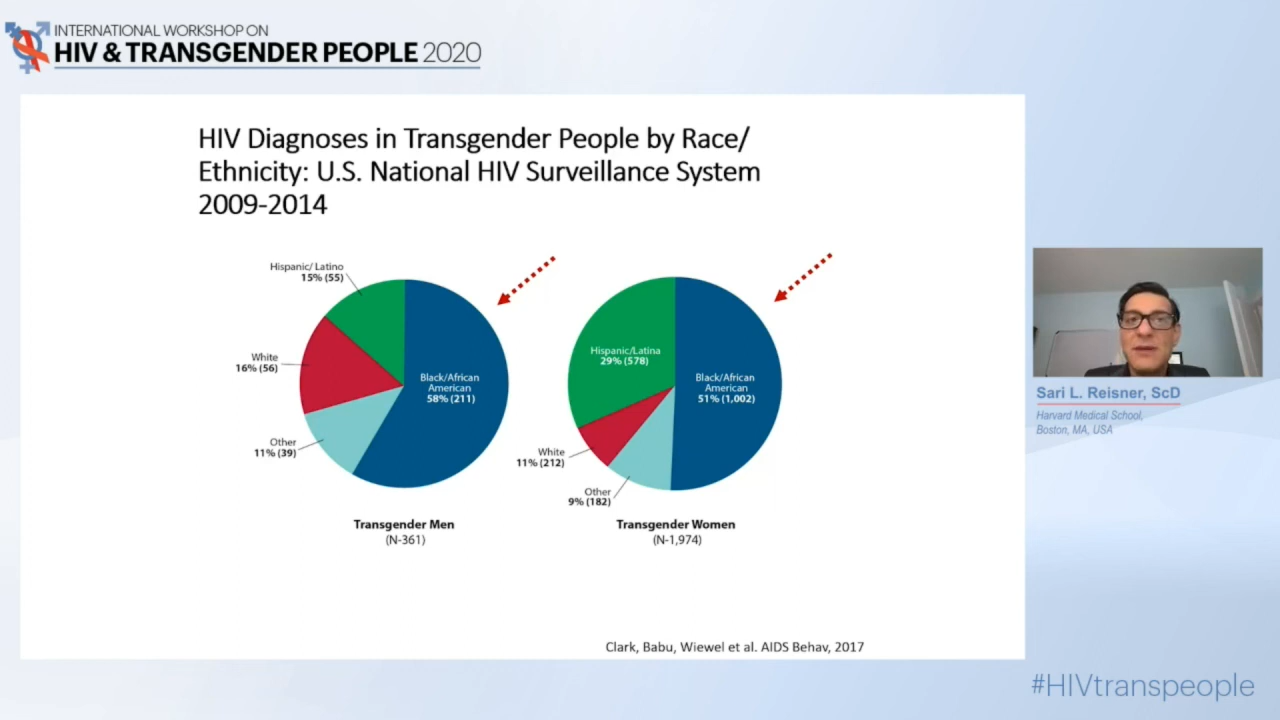 INTERNATIONAL WORKSHOP ON
HIV & TRANSGENDER PEOPLE 2020
HIV Diagnoses in Transgender People by Race/
Ethnicity: U.S. National HIV Surveillance System
2009-2014
Hispanic/ Latino
15% (55)
White
16% (56)
Other
11% (39)
Black/African
American
58% (211)
Transgender Men
(N-361)
Hispanic/Latina
29% (578)
White
11% (212)
Other
9% (182)
Black/African
American
51% (1,002)
Transgender Women
(N-1,974)
Clark, Babu, Wiewel et al. AIDS Behav, 2017
Sari L. Reisner, ScD
Harvard Medical School,
Boston, MA, USA
#HIVtranspeople